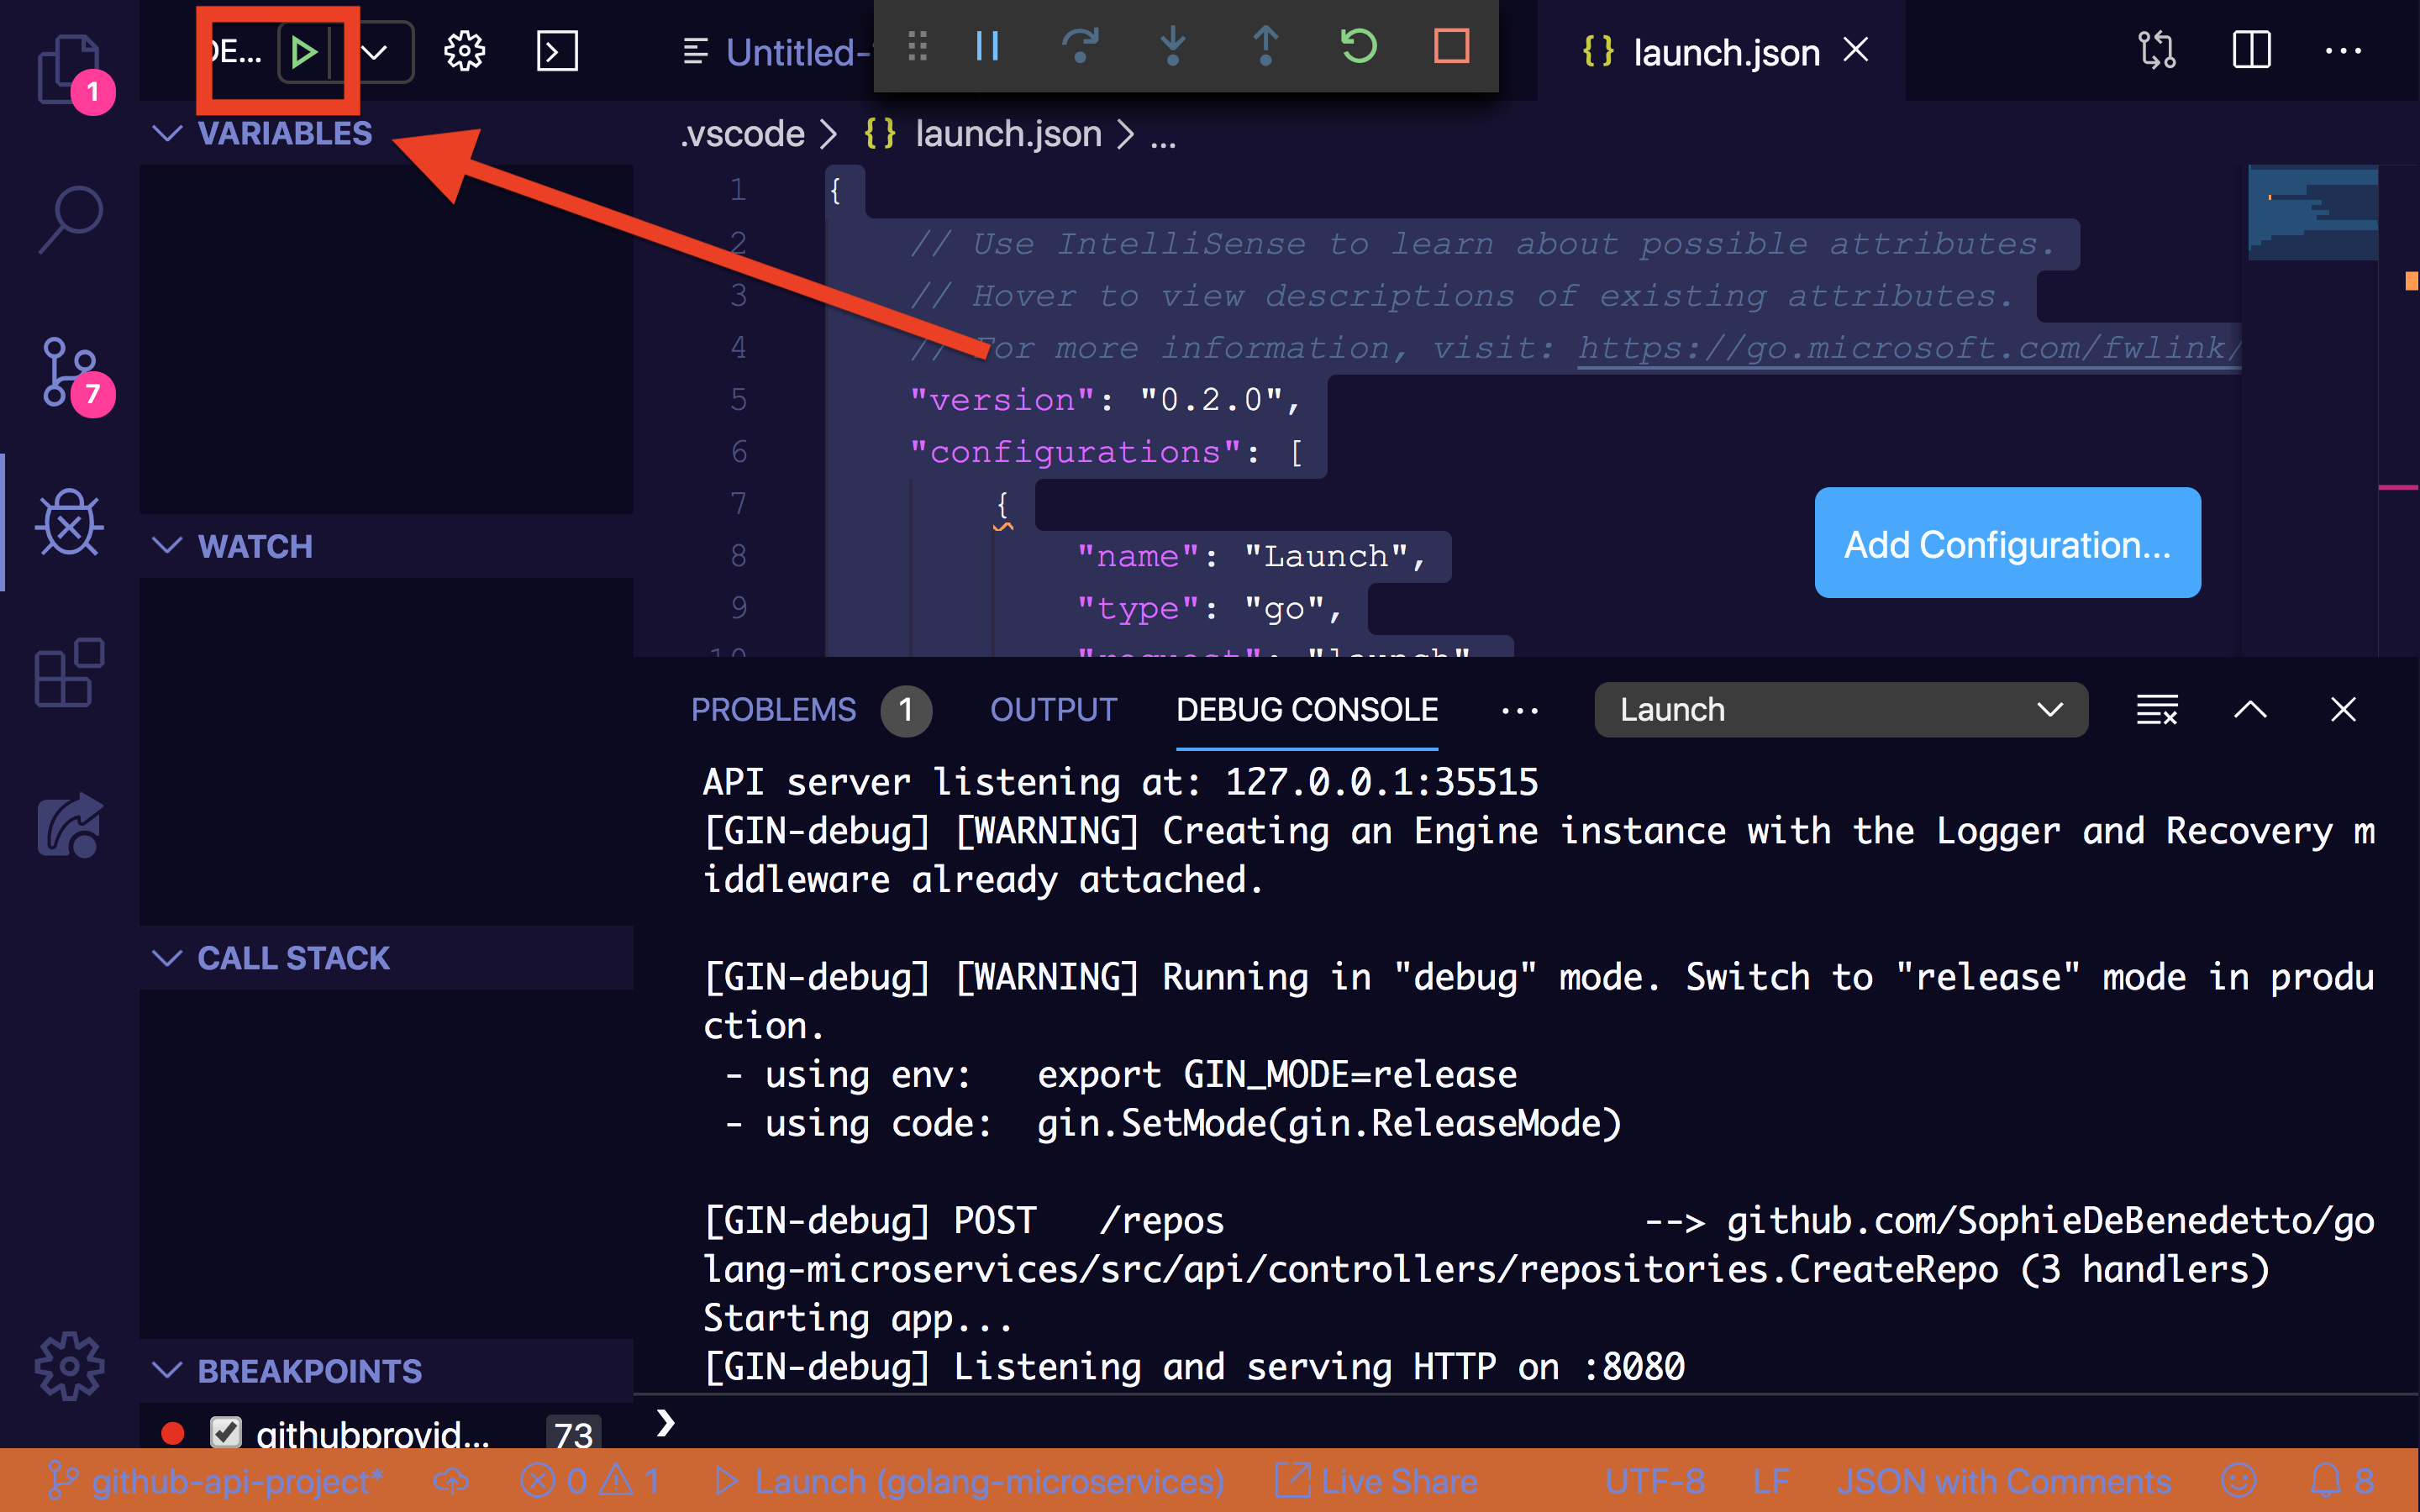 1
DE...
Untitled-
launch.json
VARIABLES
.vscode > {} launch.json > ...
1 {
2 // Use IntelliSense to learn about possible attributes.
3 // Hover to view descriptions of existing attributes.
4 // For more information, visit: https://go.microsoft.com/fwlink/
5 "version": "0.2.0",
6 "configurations": [
7 {
8 "name": "Launch",
9 "type": "go",
10 "request": "launch"
7
Add Configuration...
WATCH
PROBLEMS 1 OUTPUT DEBUG CONSOLE ... Launch
API server listening at: 127.0.0.1:35515
[GIN-debug] [WARNING] Creating an Engine instance with the Logger and Recovery m
iddleware already attached.
CALL STACK
[GIN-debug] [WARNING] Running in "debug" mode. Switch to "release" mode in produ
ction.
- using env:   export GIN_MODE=release
- using code:  gin.SetMode(gin.ReleaseMode)
[GIN-debug] POST   /repos                    --> github.com/SophieDeBenedetto/go
lang-microservices/src/api/controllers/repositories.CreateRepo (3 handlers)
Starting app...
[GIN-debug] Listening and serving HTTP on :8080
BREAKPOINTS
githubprovid... 73
github-api-project* 0 1 Launch (golang-microservices) Live Share UTF-8 LF JSON with Comments 8